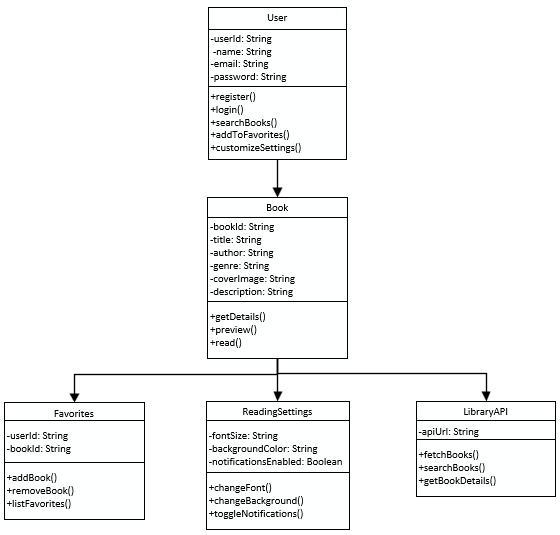 User
-userId: String
-name: String
-email: String
-password: String
+register()
+login()
+searchBooks()
+addToFavorites()
+customizeSettings()
Book
-bookId: String
-title: String
-author: String
-genre: String
-coverImage: String
-description: String
+getDetails()
+preview()
+read()
Favorites
-userId: String
-bookId: String
+addBook()
+removeBook()
+listFavorites()
ReadingSettings
-fontSize: String
-backgroundColor: String
-notificationsEnabled: Boolean
+changeFont()
+changeBackground()
+toggleNotifications()
LibraryAPI
-apiUrl: String
+fetchBooks()
+searchBooks()
+getBookDetails()